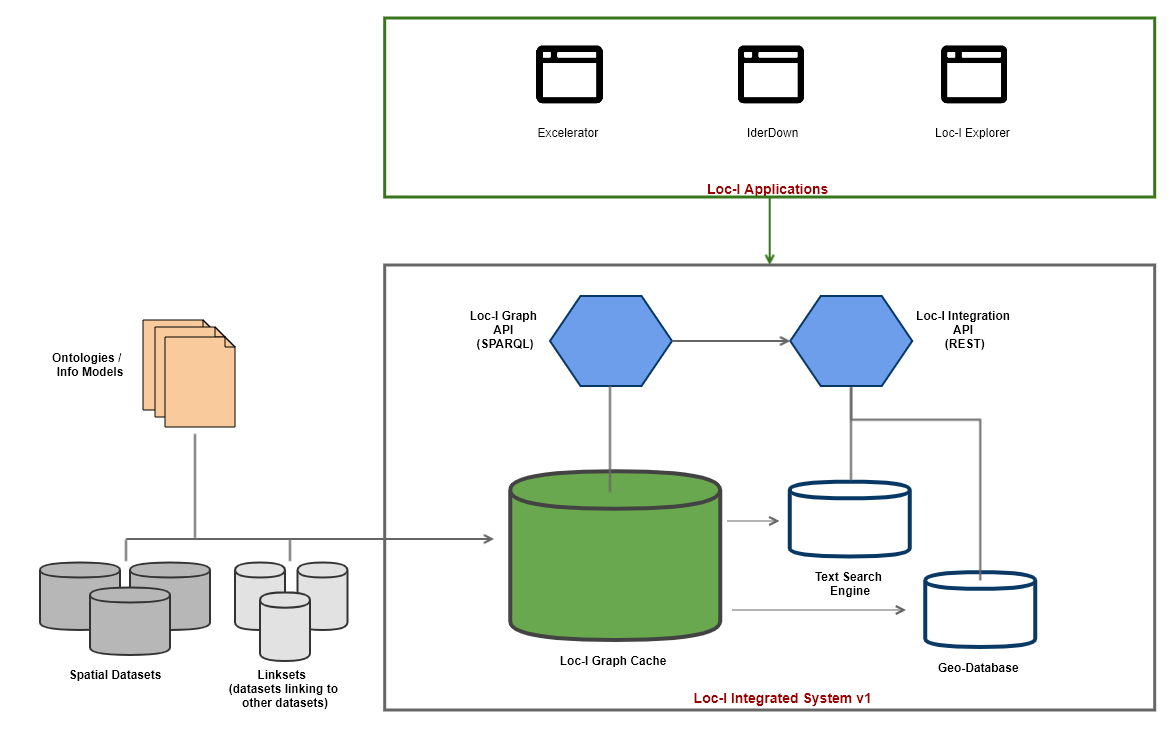 Excelerator
IderDown
Loc-I Explorer
Loc-I Applications
Loc-I Graph
API
(SPARQL)
Loc-I Integration
API
(REST)
Ontologies /
Info Models
Text Search
Engine
Loc-I Graph Cache
Geo-Database
Spatial Datasets
Linksets
(datasets linking to
other datasets)
Loc-I Integrated System v1